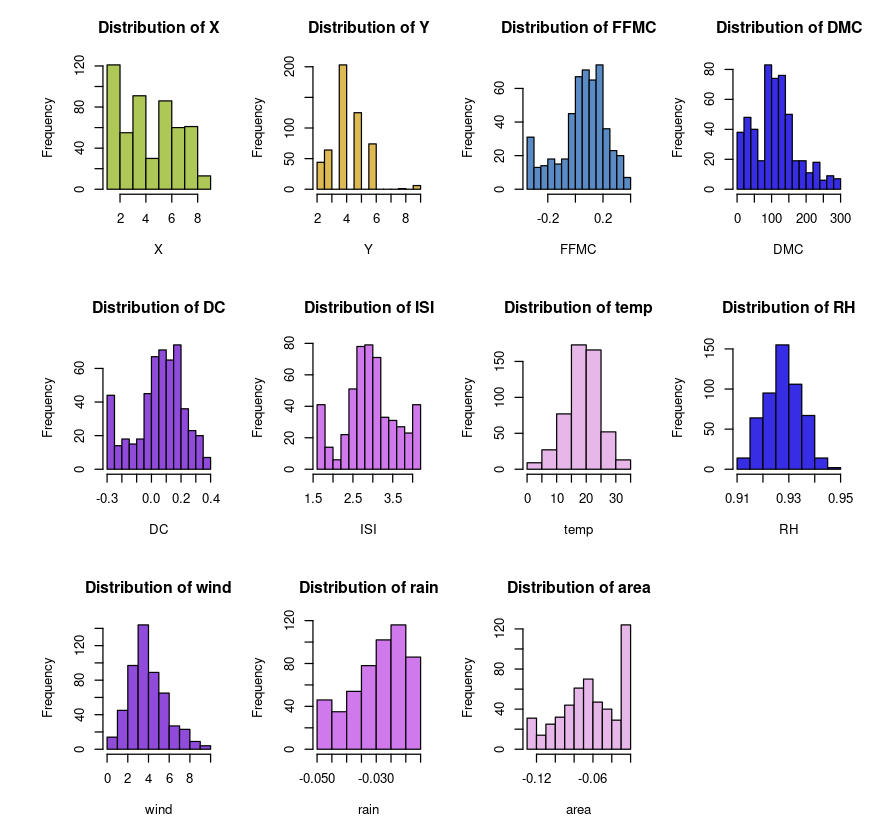 Distribution of X
Frequency
0 40 80 120
2 4 6 8
X
Distribution of Y
Frequency
0 50 100 200
2 4 6 8
Y
Distribution of FFMC
Frequency
0 20 40 60
-0.2 0.2
FFMC
Distribution of DMC
Frequency
0 20 40 60 80
0 100 200 300
DMC
Distribution of DC
Frequency
0 20 40 60
-0.3 0.0 0.2 0.4
DC
Distribution of ISI
Frequency
0 20 40 60 80
1.5 2.5 3.5
ISI
Distribution of temp
Frequency
0 50 100 150
0 10 20 30
temp
Distribution of RH
Frequency
0 50 100 150
0.91 0.93 0.95
RH
Distribution of wind
Frequency
0 40 80 120
0 2 4 6 8
wind
Distribution of rain
Frequency
0 40 80 120
-0.050 -0.030
rain
Distribution of area
Frequency
0 40 80 120
-0.12 -0.06
area